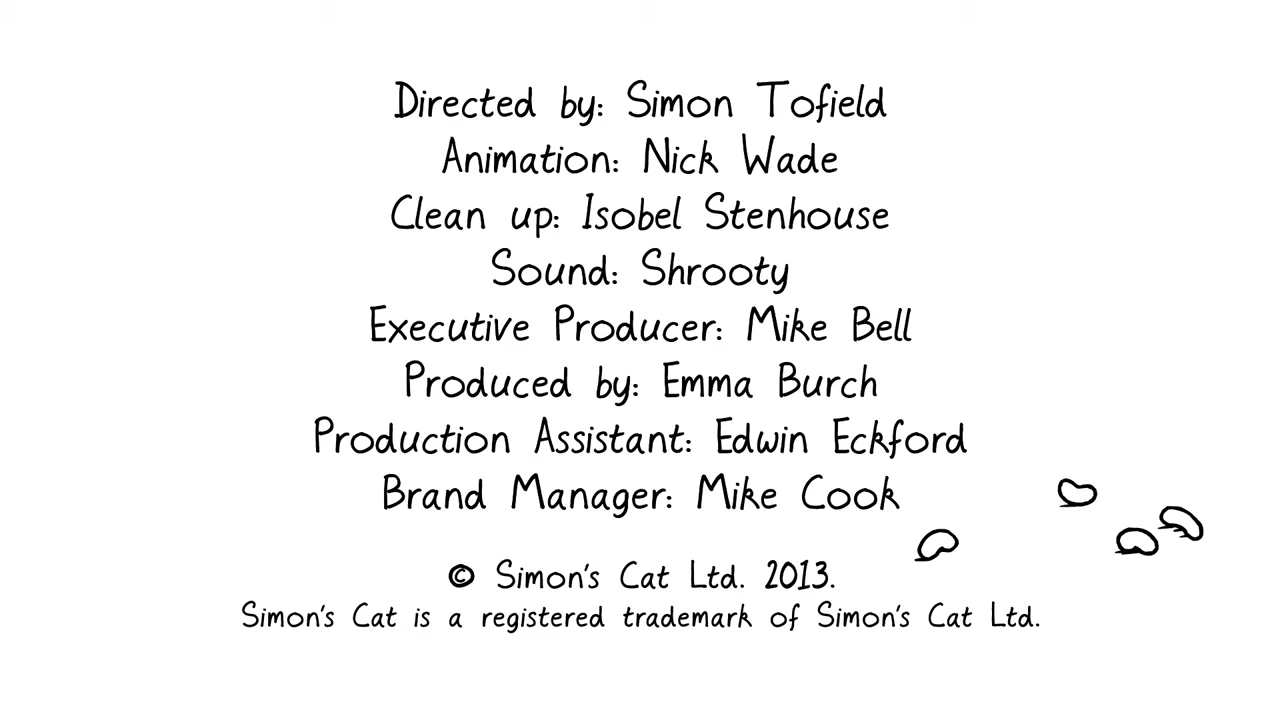 Directed by: Simon Tofield
Animation: Nick Wade
Clean up: Isobel Stenhouse
Sound: Shrooty
Executive Producer: Mike Bell
Produced by: Emma Burch
Production Assistant: Edwin Eckford
Brand Manager: Mike Cook
© Simon's Cat Ltd. 2013.
Simon's Cat is a registered trademark of Simon's Cat Ltd.